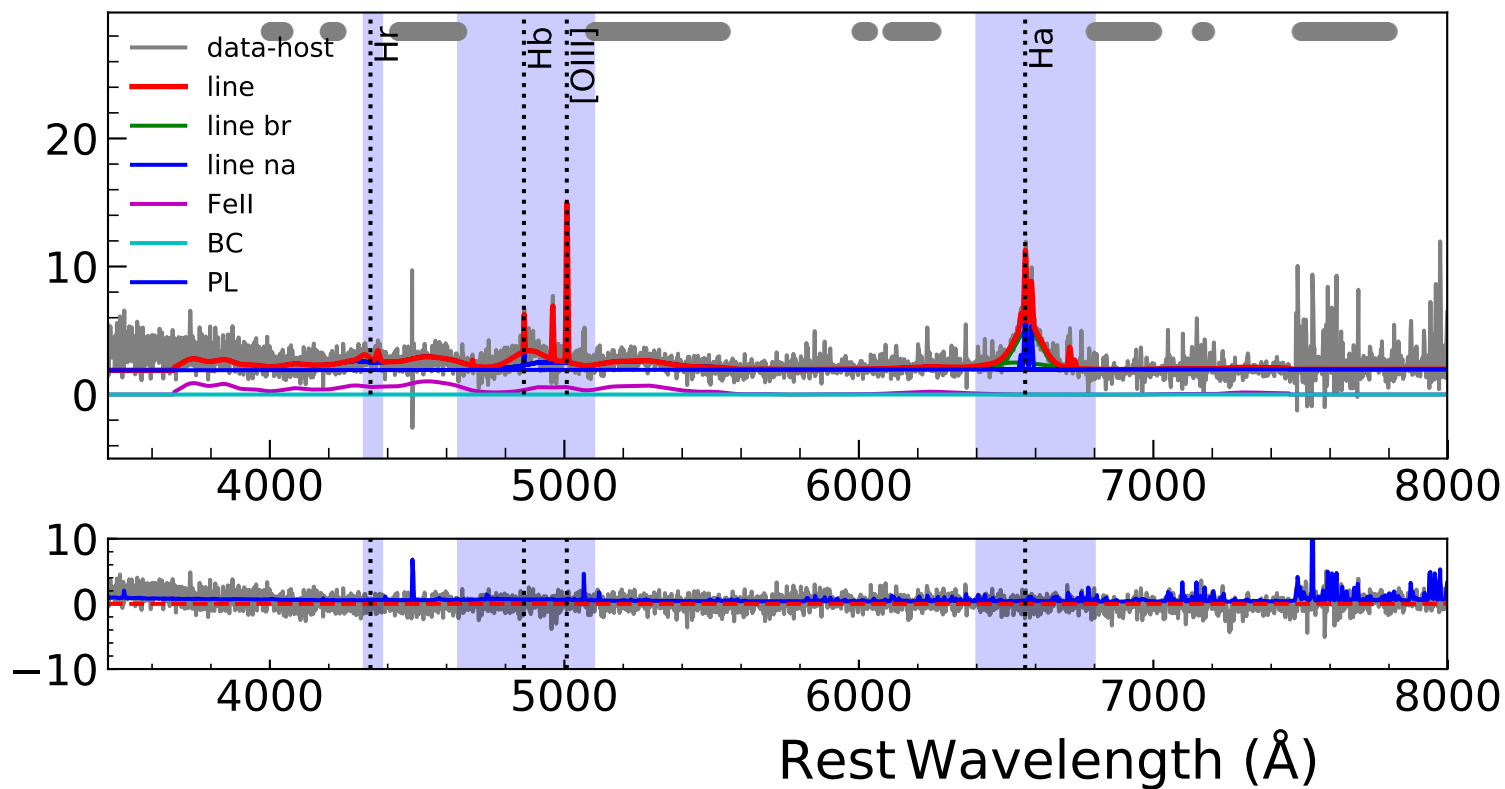 data-host
line
line br
line na
FeII
BC
PL
Hr
Hb
[OIII]
Ha
20
10
0
4000 5000 6000 7000 8000
10
0
−10
4000 5000 6000 7000 8000
Rest Wavelength (Å)